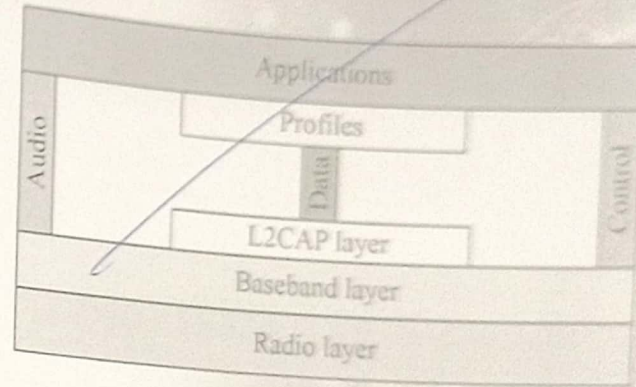 Applications
Profiles
Audio
Data
Control
L2CAP layer
Baseband layer
Radio layer